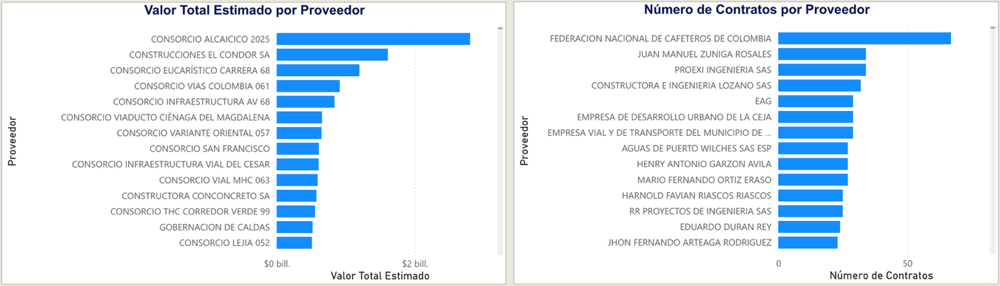 Valor Total Estimado por Proveedor
Proveedor
CONSORCIO ALCAICICO 2025
CONSTRUCCIONES EL CONDOR SA
CONSORCIO EUCARÍSTICO CARRERA 68
CONSORCIO VIAS COLOMBIA 061
CONSORCIO INFRAESTRUCTURA AV 68
CONSORCIO VIADUCTO CIÉNAGA DEL MAGDALENA
CONSORCIO VARIANTE ORIENTAL 057
CONSORCIO SAN FRANCISCO
CONSORCIO INFRAESTRUCTURA VIAL DEL CESAR
CONSORCIO VIAL MHC 063
CONSTRUCTORA CONCONCRETO SA
CONSORCIO THC CORREDOR VERDE 99
GOBERNACION DE CALDAS
CONSORCIO LEJIA 052
$0 bill. $2 bill.
Valor Total Estimado
Número de Contratos por Proveedor
Proveedor
FEDERACION NACIONAL DE CAFETEROS DE COLOMBIA
JUAN MANUEL ZUNIGA ROSALES
PROEXI INGENIERIA SAS
CONSTRUCTORA E INGENIERIA LOZANO SAS
EAG
EMPRESA DE DESARROLLO URBANO DE LA CEJA
EMPRESA VIAL Y DE TRANSPORTE DEL MUNICIPIO DE ...
AGUAS DE PUERTO WILCHES SAS ESP
HENRY ANTONIO GARZON AVILA
MARIO FERNANDO ORTIZ ERASO
HARNOLD FAVIAN RIASCOS RIASCOS
RR PROYECTOS DE INGENIERIA SAS
EDUARDO DURAN REY
JHON FERNANDO ARTEAGA RODRIGUEZ
0 50
Número de Contratos